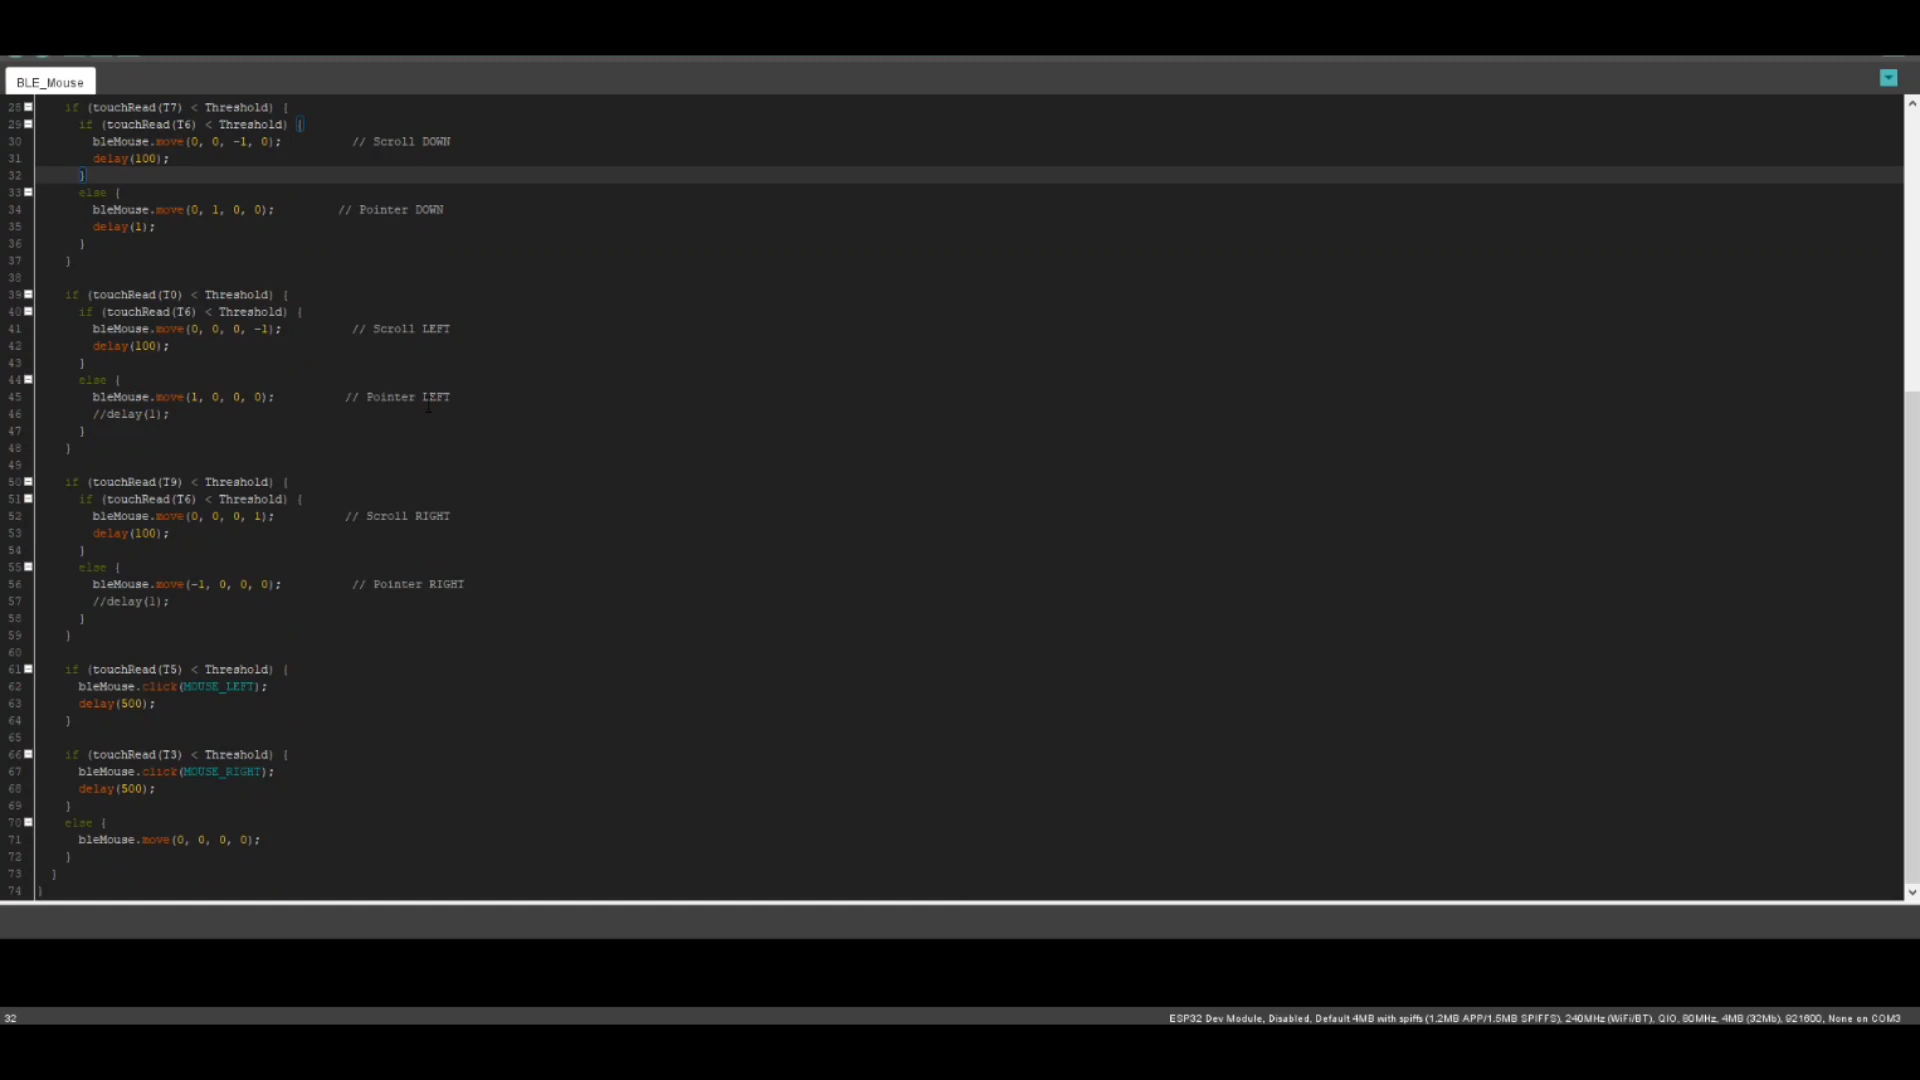 BLE_Mouse
28 if (touchRead(T7) < Threshold) {
29 if (touchRead(T6) < Threshold) {
30 bleMouse.move(0, 0, -1, 0); // Scroll DOWN
31 delay(100);
32 }
33 else {
34 bleMouse.move(0, 1, 0, 0); // Pointer DOWN
35 delay(1);
36 }
37 }
38
39 if (touchRead(T0) < Threshold) {
40 if (touchRead(T6) < Threshold) {
41 bleMouse.move(0, 0, 0, -1); // Scroll LEFT
42 delay(100);
43 }
44 else {
45 bleMouse.move(1, 0, 0, 0); // Pointer LEFT
46 //delay(1);
47 }
48 }
49
50 if (touchRead(T9) < Threshold) {
51 if (touchRead(T6) < Threshold) {
52 bleMouse.move(0, 0, 0, 1); // Scroll RIGHT
53 delay(100);
54 }
55 else {
56 bleMouse.move(-1, 0, 0, 0); // Pointer RIGHT
57 //delay(1);
58 }
59 }
60
61 if (touchRead(T5) < Threshold) {
62 bleMouse.click(MOUSE_LEFT);
63 delay(500);
64 }
65
66 if (touchRead(T3) < Threshold) {
67 bleMouse.click(MOUSE_RIGHT);
68 delay(500);
69 }
70 else {
71 bleMouse.move(0, 0, 0, 0);
72 }
73 }
74 }
32 ESP32 Dev Module, Disabled, Default 4MB with spiffs (1.2MB APP/1.5MB SPIFFS), 240MHz (WiFi/BT), QIO, 80MHz, 4MB (32Mb), 921600, None on COM3